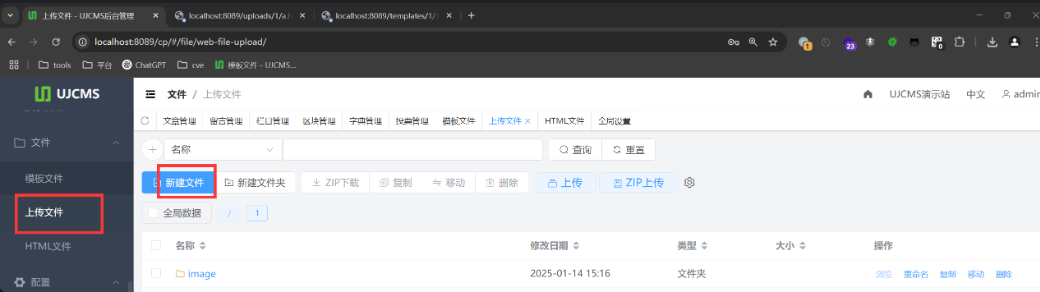 上传文件 - UJCMS后台管理
localhost:8089/uploads/1/a.
localhost:8089/templates/1/
localhost:8089/cp/#/file/web-file-upload/
1
23
0
tools
平台
ChatGPT
cve
模板文件 - UJCMS...
UJCMS
文件 / 上传文件
UJCMS演示站
中文
admin
文章管理
留言管理
栏目管理
区块管理
字典管理
投票管理
模板文件
上传文件
HTML文件
全局设置
文件
名称
查询
重置
模板文件
新建文件
新建文件夹
ZIP下载
复制
移动
删除
上传
ZIP上传
上传文件
全局数据
/
1
HTML文件
名称
修改日期
类型
大小
操作
配置
image
2025-01-14 15:16
文件夹
浏览
重命名
复制
移动
删除